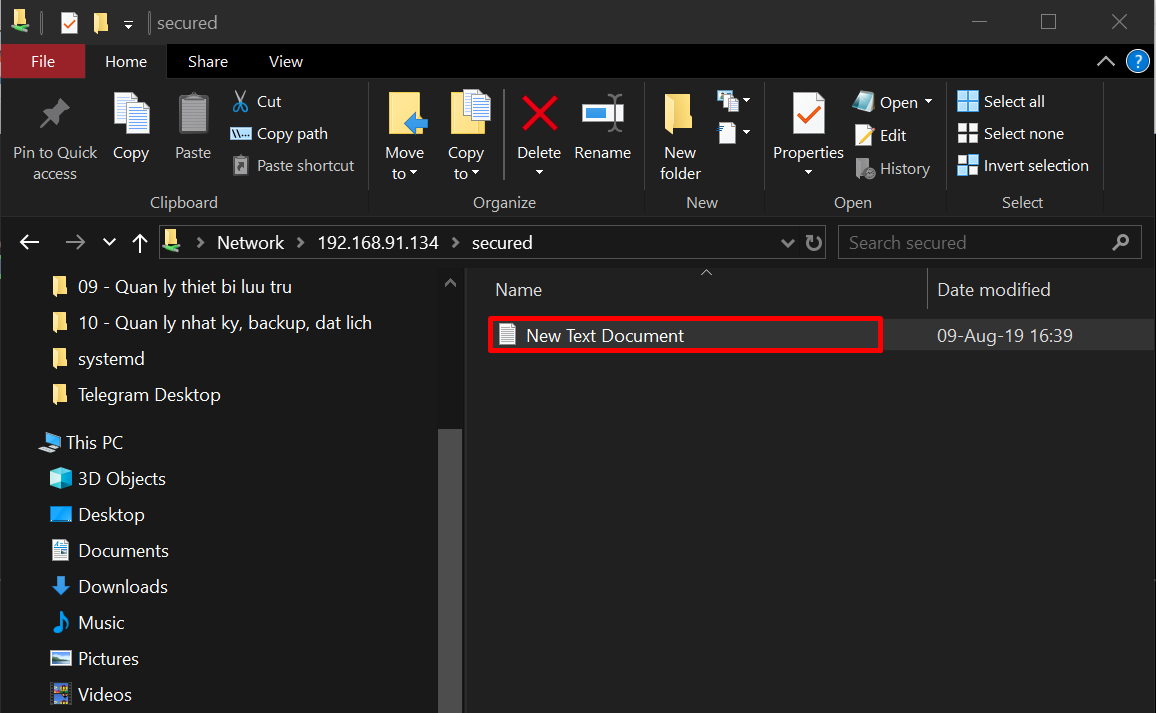 secured
File Home Share View
Pin to Quick access
Copy
Paste
Cut
Copy path
Paste shortcut
Clipboard
Move to
Copy to
Delete
Rename
Organize
New folder
New
Properties
Open
Edit
History
Open
Select all
Select none
Invert selection
Select
Network 192.168.91.134 secured
Search secured
09 - Quan ly thiet bi luu tru
10 - Quan ly nhat ky, backup, dat lich
systemd
Telegram Desktop
This PC
3D Objects
Desktop
Documents
Downloads
Music
Pictures
Videos
Name Date modified
New Text Document 09-Aug-19 16:39